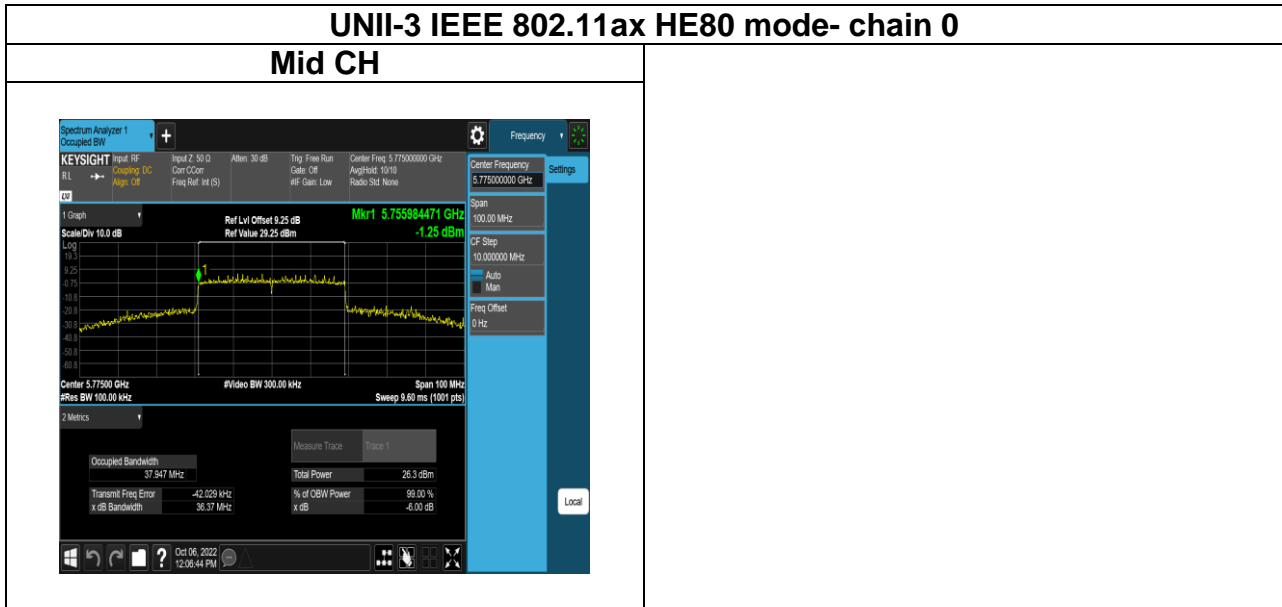 UNII-3 IEEE 802.11ax HE80 mode- chain 0
Mid CH
Spectrum Analyzer 1
Occupied BW
+
Frequency
KEYSIGHT
RL
Input: RF
Coupling: DC
Align: Off
Input Z: 50 Ω
Corr CCorr
Freq Ref: Int (S)
Atten: 30 dB
Trig: Free Run
Gate: Off
#IF Gain: Low
Center Freq: 5.775000000 GHz
Avg|Hold: 10/10
Radio Std: None
Center Frequency
5.775000000 GHz
Settings
Span
100.00 MHz
CF Step
10.000000 MHz
Auto
Man
Freq Offset
0 Hz
Local
1 Graph
Scale/Div 10.0 dB
Ref Lvl Offset 9.25 dB
Ref Value 29.25 dBm
Mkr1 5.755984471 GHz
-1.25 dBm
Log
19.3
9.25
-0.75
-10.8
-20.8
-30.8
-40.8
-50.8
-60.8
1
Center 5.77500 GHz
#Res BW 100.00 kHz
#Video BW 300.00 kHz
Span 100 MHz
Sweep 9.60 ms (1001 pts)
2 Metrics
Measure Trace
Trace 1
Occupied Bandwidth
37.947 MHz
Total Power
26.3 dBm
Transmit Freq Error
-42.029 kHz
% of OBW Power
99.00 %
x dB Bandwidth
36.37 MHz
x dB
-6.00 dB
?
Oct 06, 2022
12:06:44 PM